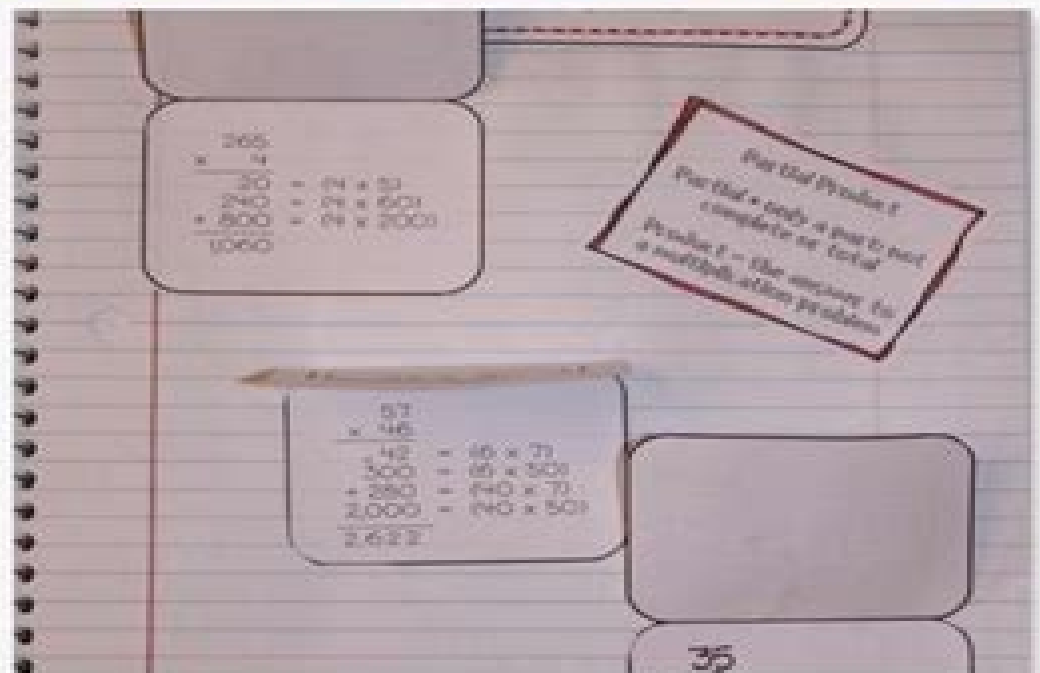 265
× 4
20 = (4 x 5)
240 = (4 x 60)
+ 800 = (4 x 200)
1,060
Partial Product
Partial - only a part; not
complete or total
Product - the answer to
a multiplication problem
57
× 46
42 = (6 x 7)
300 = (6 x 50)
+ 280 = (40 x 7)
2,000 = (40 x 50)
2,622
35